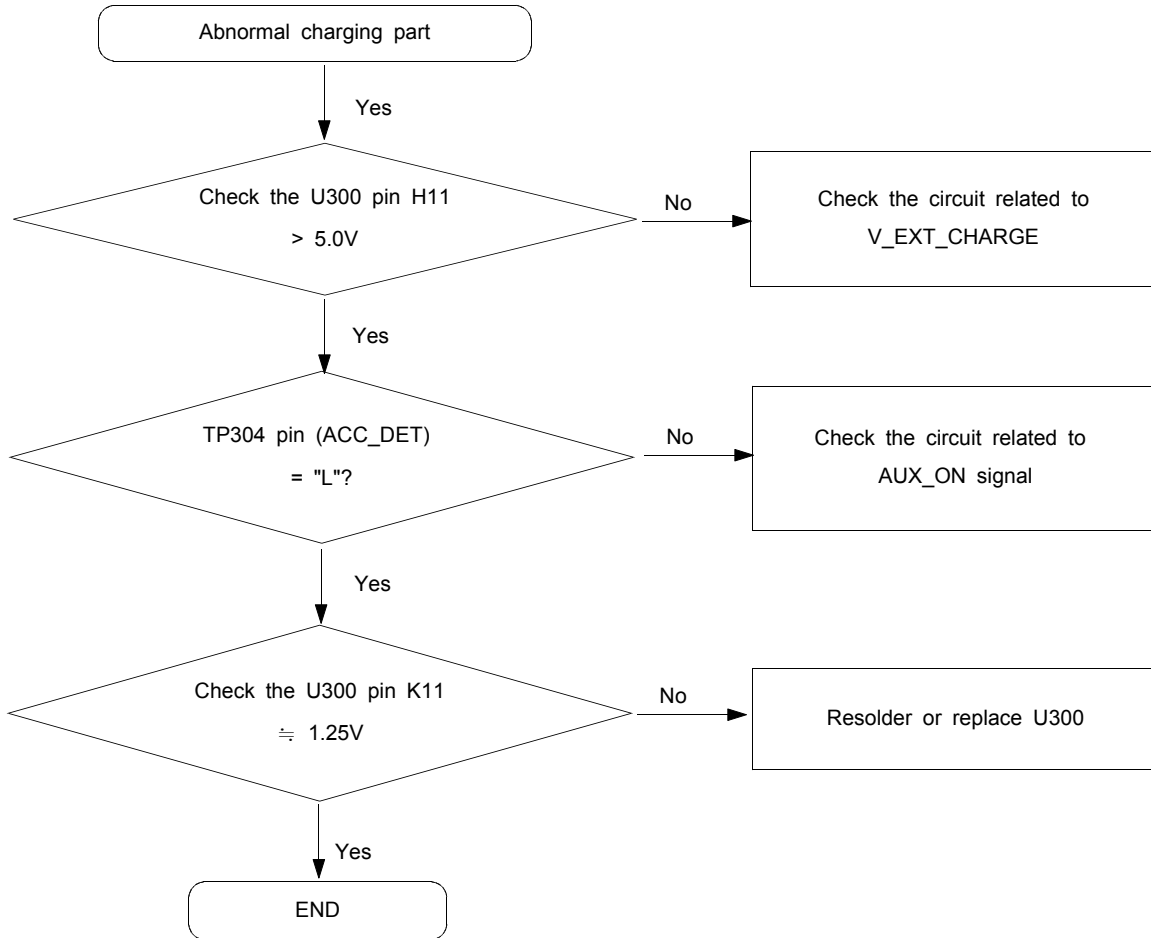 Abnormal charging part
Yes
Check the U300 pin H11
> 5.0V
No
Check the circuit related to
V_EXT_CHARGE
Yes
TP304 pin (ACC_DET)
= "L"?
No
Check the circuit related to
AUX_ON signal
Yes
Check the U300 pin K11
≒ 1.25V
No
Resolder or replace U300
Yes
END